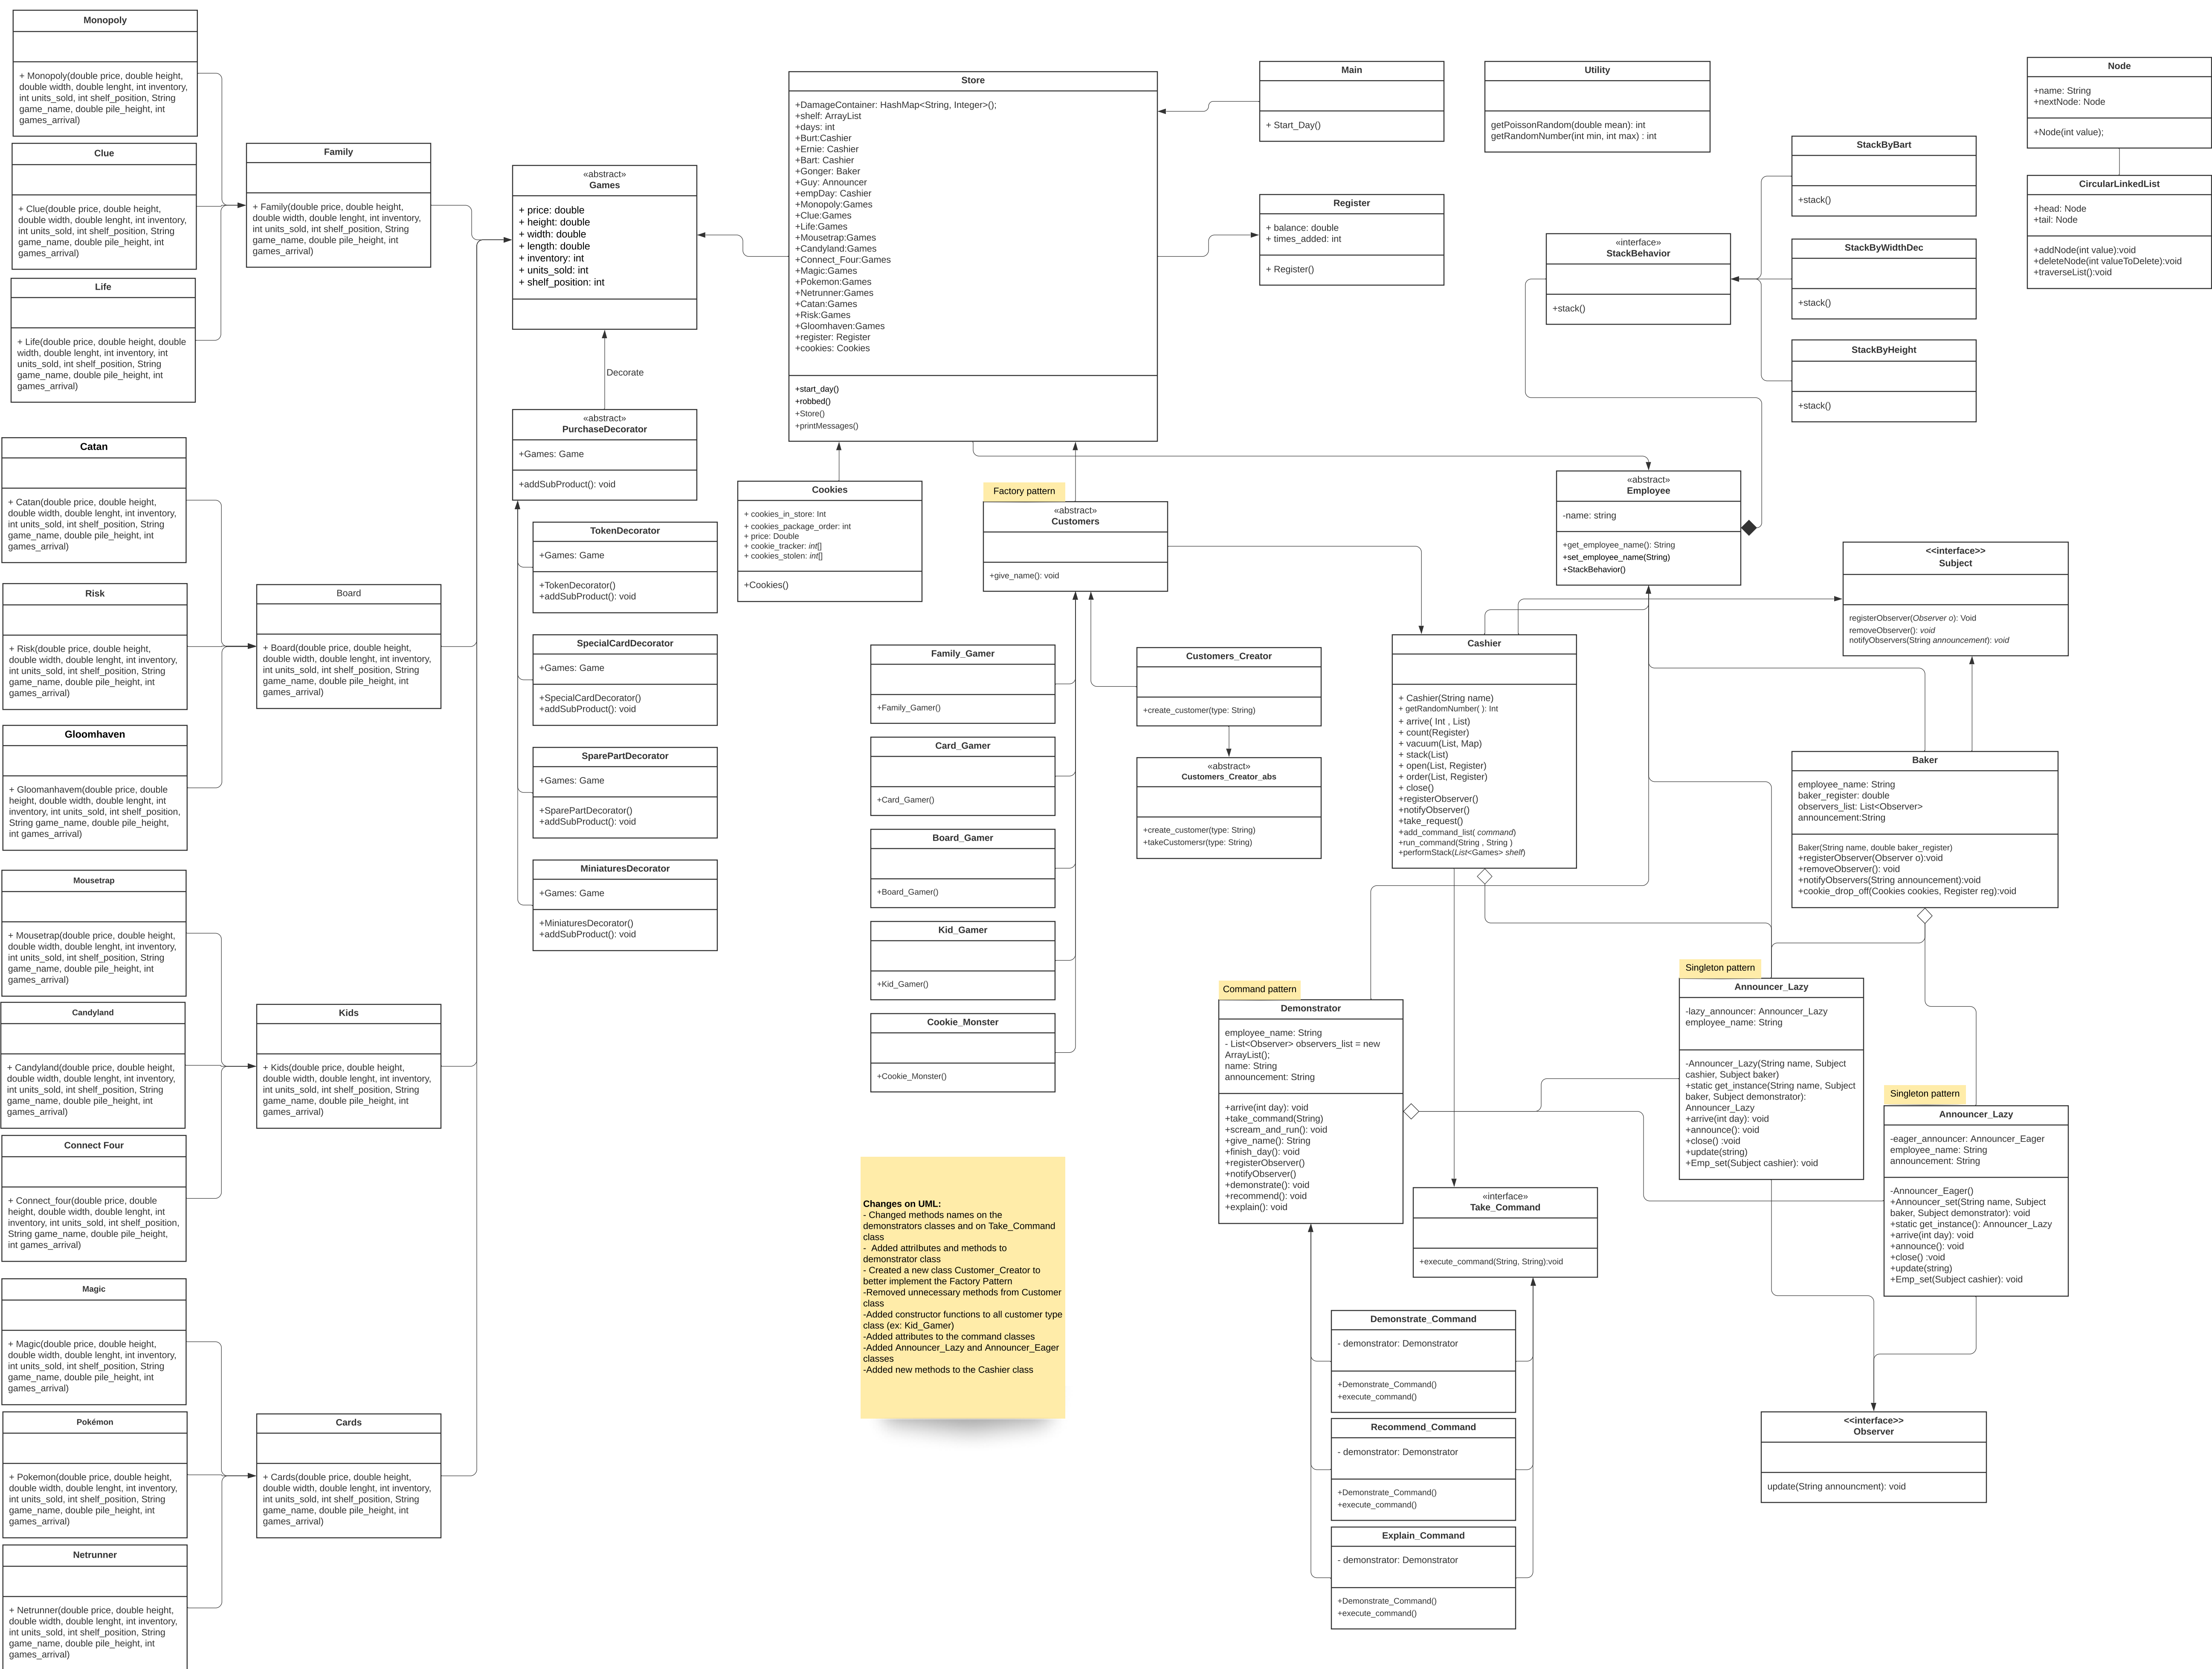 Monopoly
+ Monopoly(double price, double height,
double width, double lenght, int inventory,
int units_sold, int shelf_position, String
game_name, double pile_height, int
games_arrival)
Clue
+ Clue(double price, double height,
double width, double lenght, int inventory,
int units_sold, int shelf_position, String
game_name, double pile_height, int
games_arrival)
Life
+ Life(double price, double height, double
width, double lenght, int inventory, int
units_sold, int shelf_position, String
game_name, double pile_height, int
games_arrival)
Family
+ Family(double price, double height,
double width, double lenght, int inventory,
int units_sold, int shelf_position, String
game_name, double pile_height, int
games_arrival)
Catan
+ Catan(double price, double height,
double width, double lenght, int inventory,
int units_sold, int shelf_position, String
game_name, double pile_height, int
games_arrival)
Risk
+ Risk(double price, double height,
double width, double lenght, int inventory,
int units_sold, int shelf_position, String
game_name, double pile_height, int
games_arrival)
Gloomhaven
+ Gloomanhavem(double price, double
height, double width, double lenght, int
inventory, int units_sold, int shelf_position,
String game_name, double pile_height,
int games_arrival)
Board
+ Board(double price, double height,
double width, double lenght, int inventory,
int units_sold, int shelf_position, String
game_name, double pile_height, int
games_arrival)
Mousetrap
+ Mousetrap(double price, double height,
double width, double lenght, int inventory,
int units_sold, int shelf_position, String
game_name, double pile_height, int
games_arrival)
Candyland
+ Candyland(double price, double height,
double width, double lenght, int inventory,
int units_sold, int shelf_position, String
game_name, double pile_height, int
games_arrival)
Connect Four
+ Connect_four(double price, double
height, double width, double lenght, int
inventory, int units_sold, int shelf_position,
String game_name, double pile_height,
int games_arrival)
Kids
+ Kids(double price, double height,
double width, double lenght, int inventory,
int units_sold, int shelf_position, String
game_name, double pile_height, int
games_arrival)
Magic
+ Magic(double price, double height,
double width, double lenght, int inventory,
int units_sold, int shelf_position, String
game_name, double pile_height, int
games_arrival)
Pokémon
+ Pokemon(double price, double height,
double width, double lenght, int inventory,
int units_sold, int shelf_position, String
game_name, double pile_height, int
games_arrival)
Netrunner
+ Netrunner(double price, double height,
double width, double lenght, int inventory,
int units_sold, int shelf_position, String
game_name, double pile_height, int
games_arrival)
Cards
+ Cards(double price, double height,
double width, double lenght, int inventory,
int units_sold, int shelf_position, String
game_name, double pile_height, int
games_arrival)
«abstract»
Games
+ price: double
+ height: double
+ width: double
+ length: double
+ inventory: int
+ units_sold: int
+ shelf_position: int
Decorate
«abstract»
PurchaseDecorator
+Games: Game
+addSubProduct(): void
TokenDecorator
+Games: Game
+TokenDecorator()
+addSubProduct(): void
SpecialCardDecorator
+Games: Game
+SpecialCardDecorator()
+addSubProduct(): void
SparePartDecorator
+Games: Game
+SparePartDecorator()
+addSubProduct(): void
MiniaturesDecorator
+Games: Game
+MiniaturesDecorator()
+addSubProduct(): void
Store
+DamageContainer: HashMap<String, Integer>();
+shelf: ArrayList
+days: int
+Burt:Cashier
+Ernie: Cashier
+Bart: Cashier
+Gonger: Baker
+Guy: Announcer
+empDay: Cashier
+Monopoly:Games
+Clue:Games
+Life:Games
+Mousetrap:Games
+Candyland:Games
+Connect_Four:Games
+Magic:Games
+Pokemon:Games
+Netrunner:Games
+Catan:Games
+Risk:Games
+Gloomhaven:Games
+register: Register
+cookies: Cookies
+start_day()
+robbed()
+Store()
+printMessages()
Cookies
+ cookies_in_store: Int
+ cookies_package_order: int
+ price: Double
+ cookie_tracker: int[]
+ cookies_stolen: int[]
+Cookies()
Factory pattern
«abstract»
Customers
+give_name(): void
Family_Gamer
+Family_Gamer()
Card_Gamer
+Card_Gamer()
Board_Gamer
+Board_Gamer()
Kid_Gamer
+Kid_Gamer()
Cookie_Monster
+Cookie_Monster()
Customers_Creator
+create_customer(type: String)
«abstract»
Customers_Creator_abs
+create_customer(type: String)
+takeCustomersr(type: String)
Changes on UML:
- Changed methods names on the
demonstrators classes and on Take_Command
class
- Added attrilbutes and methods to
demonstrator class
- Created a new class Customer_Creator to
better implement the Factory Pattern
-Removed unnecessary methods from Customer
class
-Added constructor functions to all customer type
class (ex: Kid_Gamer)
-Added attributes to the command classes
-Added Announcer_Lazy and Announcer_Eager
classes
-Added new methods to the Cashier class
Main
+ Start_Day()
Register
+ balance: double
+ times_added: int
+ Register()
Utility
getPoissonRandom(double mean): int
getRandomNumber(int min, int max) : int
«interface»
StackBehavior
+stack()
StackByBart
+stack()
StackByWidthDec
+stack()
StackByHeight
+stack()
Node
+name: String
+nextNode: Node
+Node(int value);
CircularLinkedList
+head: Node
+tail: Node
+addNode(int value):void
+deleteNode(int valueToDelete):void
+traverseList():void
«abstract»
Employee
-name: string
+get_employee_name(): String
+set_employee_name(String)
+StackBehavior()
<<interface>>
Subject
registerObserver(Observer o): Void
removeObserver(): void
notifyObservers(String announcement): void
Cashier
+ Cashier(String name)
+ getRandomNumber( ): Int
+ arrive( Int , List)
+ count(Register)
+ vacuum(List, Map)
+ stack(List)
+ open(List, Register)
+ order(List, Register)
+ close()
+registerObserver()
+notifyObserver()
+take_request()
+add_command_list( command)
+run_command(String , String )
+performStack(List<Games> shelf)
Baker
employee_name: String
baker_register: double
observers_list: List<Observer>
announcement:String
Baker(String name, double baker_register)
+registerObserver(Observer o):void
+removeObserver(): void
+notifyObservers(String announcement):void
+cookie_drop_off(Cookies cookies, Register reg):void
Command pattern
Demonstrator
employee_name: String
- List<Observer> observers_list = new
ArrayList();
name: String
announcement: String
+arrive(int day): void
+take_command(String)
+scream_and_run(): void
+give_name(): String
+finish_day(): void
+registerObserver()
+notifyObserver()
+demonstrate(): void
+recommend(): void
+explain(): void
«interface»
Take_Command
+execute_command(String, String):void
Demonstrate_Command
- demonstrator: Demonstrator
+Demonstrate_Command()
+execute_command()
Recommend_Command
- demonstrator: Demonstrator
+Demonstrate_Command()
+execute_command()
Explain_Command
- demonstrator: Demonstrator
+Demonstrate_Command()
+execute_command()
Singleton pattern
Announcer_Lazy
-lazy_announcer: Announcer_Lazy
employee_name: String
-Announcer_Lazy(String name, Subject
cashier, Subject baker)
+static get_instance(String name, Subject
baker, Subject demonstrator):
Announcer_Lazy
+arrive(int day): void
+announce(): void
+close() :void
+update(string)
+Emp_set(Subject cashier): void
Singleton pattern
Announcer_Lazy
-eager_announcer: Announcer_Eager
employee_name: String
announcement: String
-Announcer_Eager()
+Announcer_set(String name, Subject
baker, Subject demonstrator): void
+static get_instance(): Announcer_Lazy
+arrive(int day): void
+announce(): void
+close() :void
+update(string)
+Emp_set(Subject cashier): void
<<interface>>
Observer
update(String announcment): void